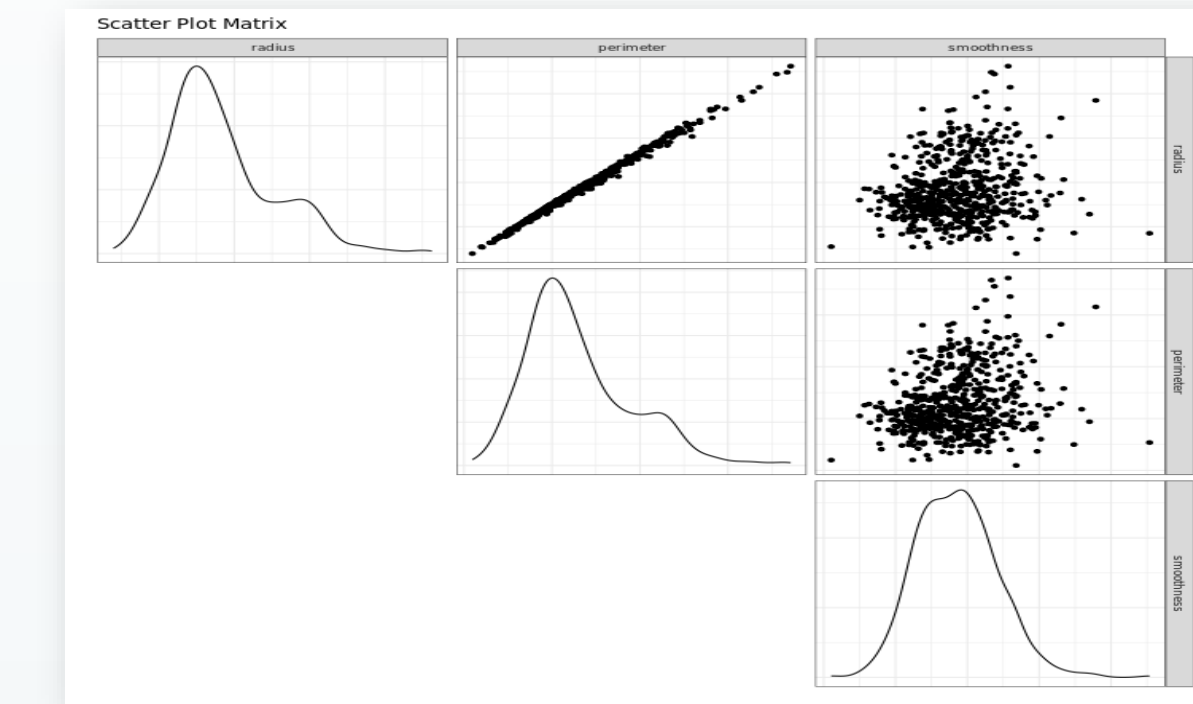 Scatter Plot Matrix
radius
perimeter
smoothness
radius
perimeter
smoothness